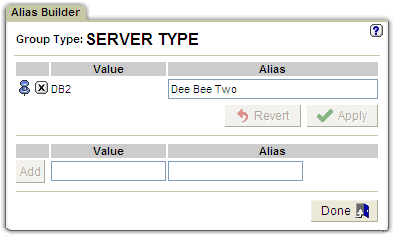 Alias Builder
Group Type: SERVER TYPE
?
Value Alias
X DB2 Dee Bee Two
Revert Apply
Value Alias
Add
Done